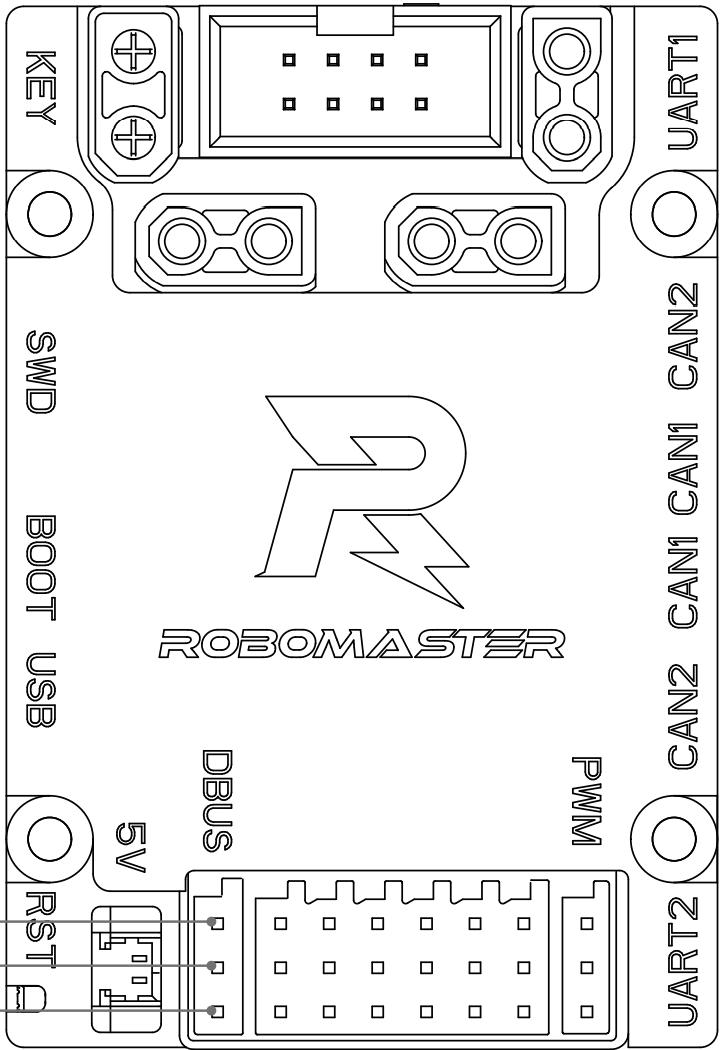 KEY
UART1
SWD
CAN2
CAN1
BOOT
CAN1
ROBOMASTER
USB
CAN2
DBUS
PWM
5V
RST
UART2